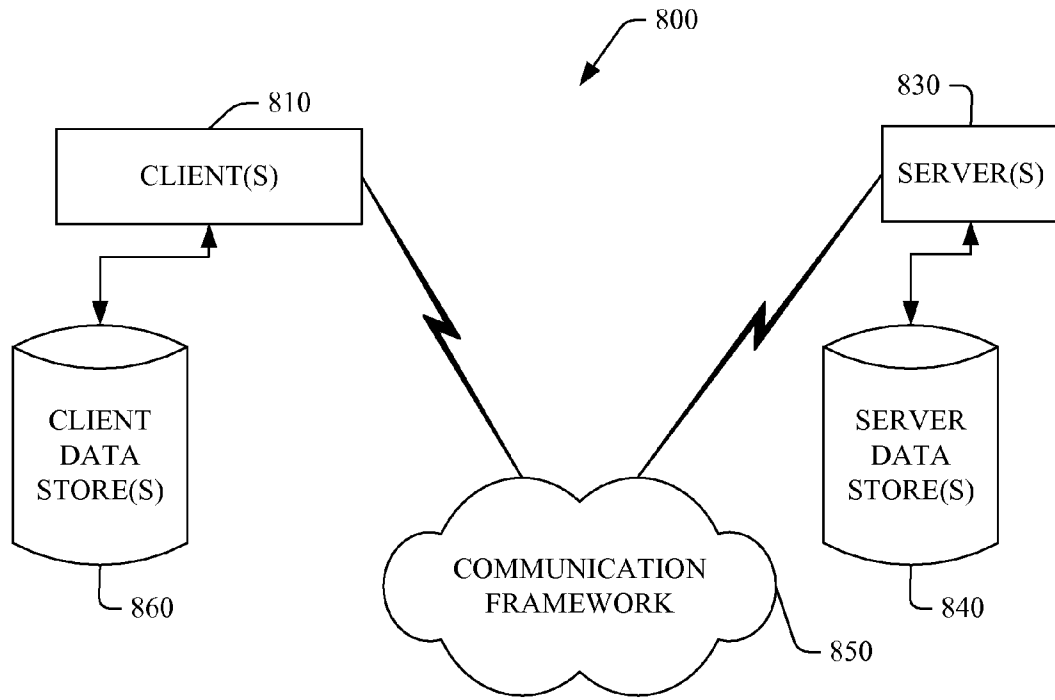 800
810
CLIENT(S)
830
SERVER(S)
CLIENT
DATA
STORE(S)
860
SERVER
DATA
STORE(S)
840
COMMUNICATION
FRAMEWORK
850